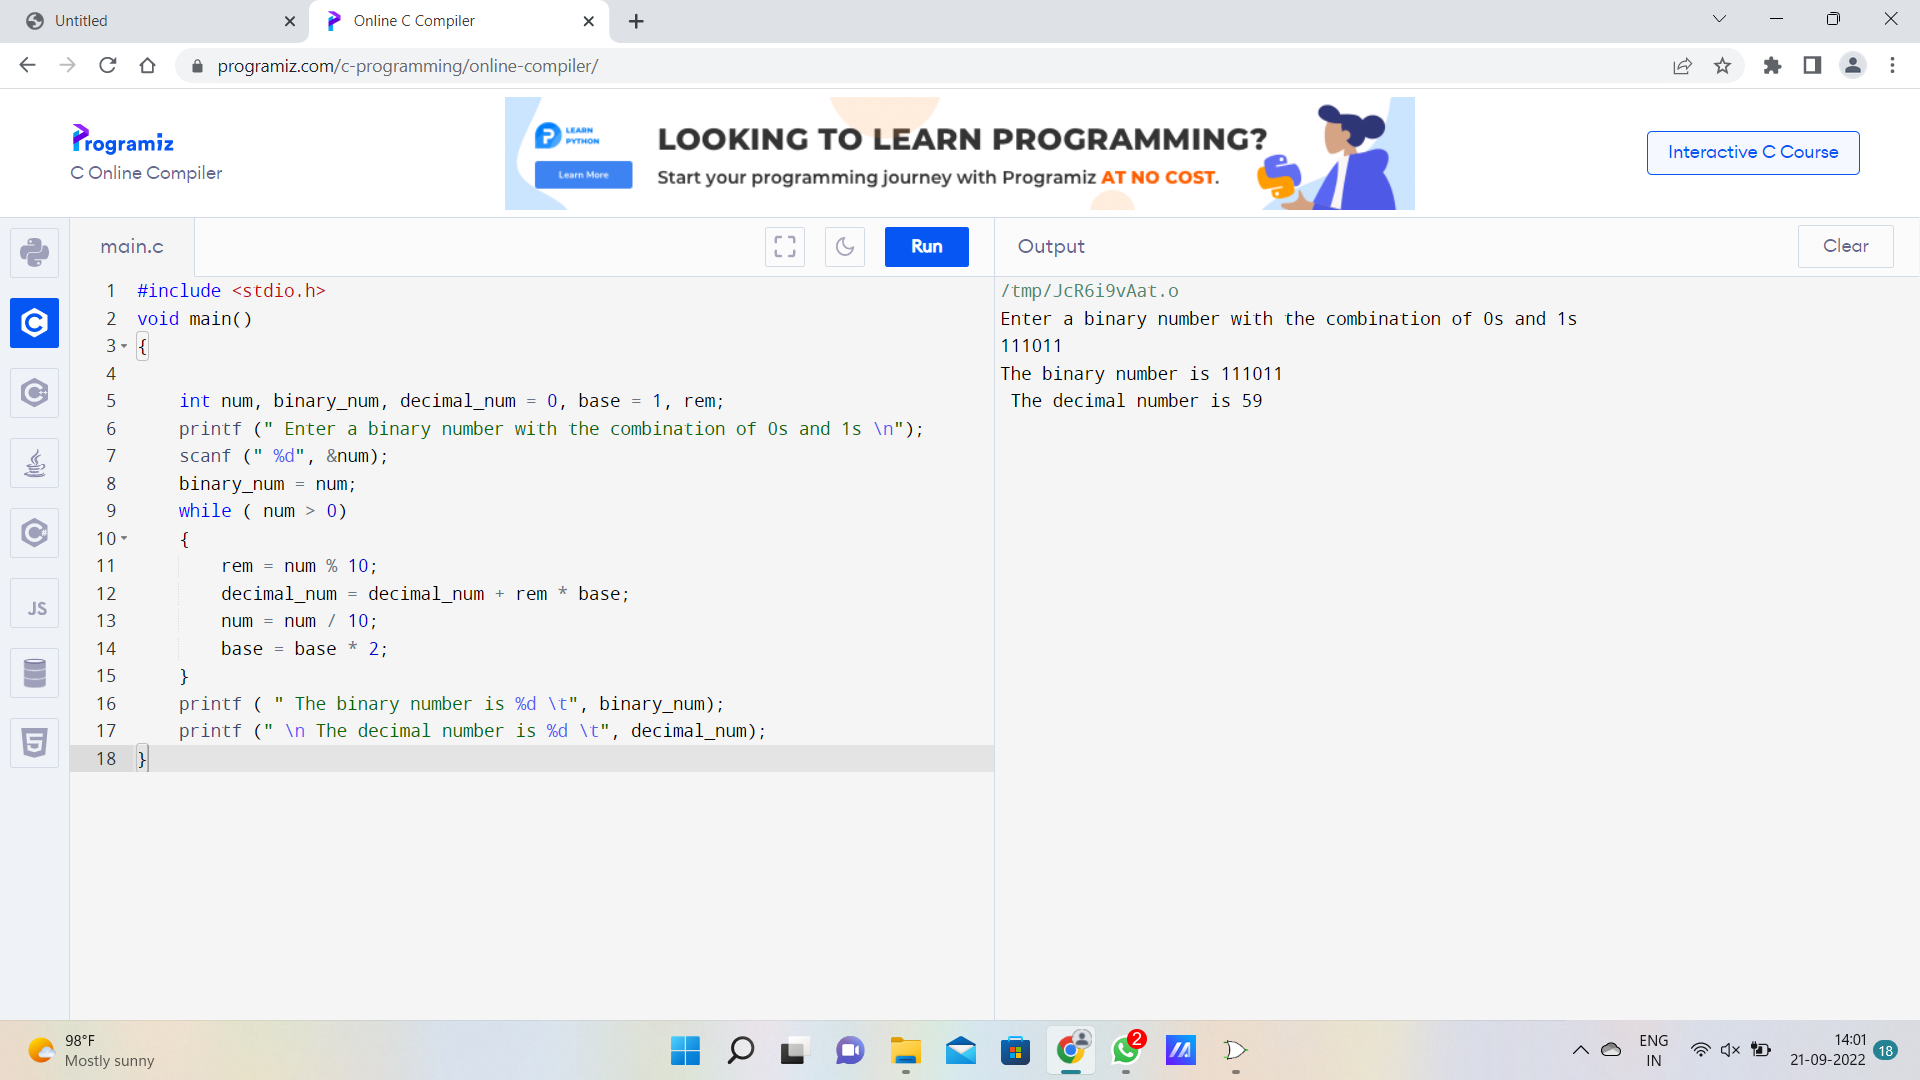 Untitled
Online C Compiler
programiz.com/c-programming/online-compiler/
Programiz
C Online Compiler
LEARN
PYTHON
Learn More
LOOKING TO LEARN PROGRAMMING?
Start your programming journey with Programiz AT NO COST.
Interactive C Course
main.c
Run
Output
Clear
1 #include <stdio.h>
2 void main()
3 {
4
5 int num, binary_num, decimal_num = 0, base = 1, rem;
6 printf (" Enter a binary number with the combination of 0s and 1s \n");
7 scanf (" %d", &num);
8 binary_num = num;
9 while ( num > 0)
10 {
11 rem = num % 10;
12 decimal_num = decimal_num + rem * base;
13 num = num / 10;
14 base = base * 2;
15 }
16 printf ( " The binary number is %d \t", binary_num);
17 printf (" \n The decimal number is %d \t", decimal_num);
18 }
/tmp/JcR6i9vAat.o
Enter a binary number with the combination of 0s and 1s
111011
The binary number is 111011
The decimal number is 59
JS
98°F
Mostly sunny
2
ENG
IN
14:01
21-09-2022
18